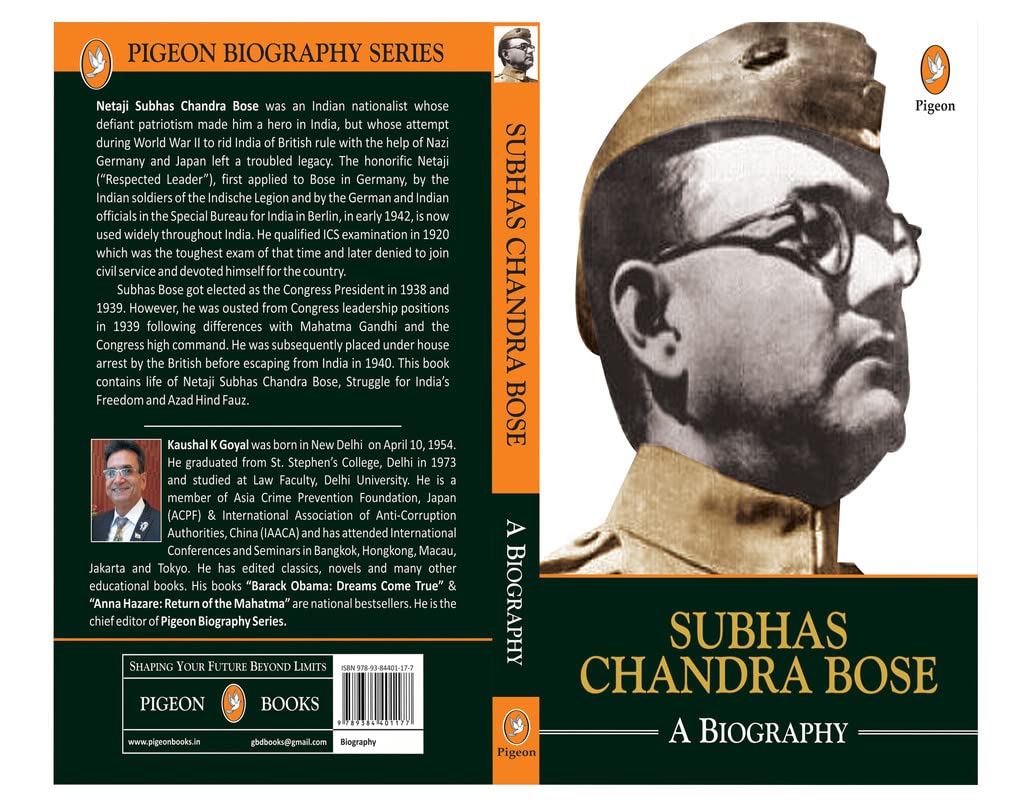 PIGEON BIOGRAPHY SERIES
Netaji Subhas Chandra Bose was an Indian nationalist whose
defiant patriotism made him a hero in India, but whose attempt
during World War II to rid India of British rule with the help of Nazi
Germany and Japan left a troubled legacy. The honorific Netaji
("Respected Leader"), first applied to Bose in Germany, by the
Indian soldiers of the Indische Legion and by the German and Indian
officials in the Special Bureau for India in Berlin, in early 1942, is now
used widely throughout India. He qualified ICS examination in 1920
which was the toughest exam of that time and later denied to join
civil service and devoted himself for the country.
Subhas Bose got elected as the Congress President in 1938 and
1939. However, he was ousted from Congress leadership positions
in 1939 following differences with Mahatma Gandhi and the
Congress high command. He was subsequently placed under house
arrest by the British before escaping from India in 1940. This book
contains life of Netaji Subhas Chandra Bose, Struggle for India's
Freedom and Azad Hind Fauz.
Kaushal K Goyal was born in New Delhi on April 10, 1954.
He graduated from St. Stephen's College, Delhi in 1973
and studied at Law Faculty, Delhi University. He is a
member of Asia Crime Prevention Foundation, Japan
(ACPF) & International Association of Anti-Corruption
Authorities, China (IAACA) and has attended International
Conferences and Seminars in Bangkok, Hongkong, Macau,
Jakarta and Tokyo. He has edited classics, novels and many other
educational books. His books "Barack Obama: Dreams Come True" &
"Anna Hazare: Return of the Mahatma" are national bestsellers. He is the
chief editor of Pigeon Biography Series.
SHAPING YOUR FUTURE BEYOND LIMITS
PIGEON BOOKS
www.pigeonbooks.in gbdbooks@gmail.com
ISBN 978-93-84401-17-7
9 789384 401177
Biography
SUBHAS CHANDRA BOSE
A BIOGRAPHY
Pigeon
Pigeon
SUBHAS
CHANDRA BOSE
A BIOGRAPHY